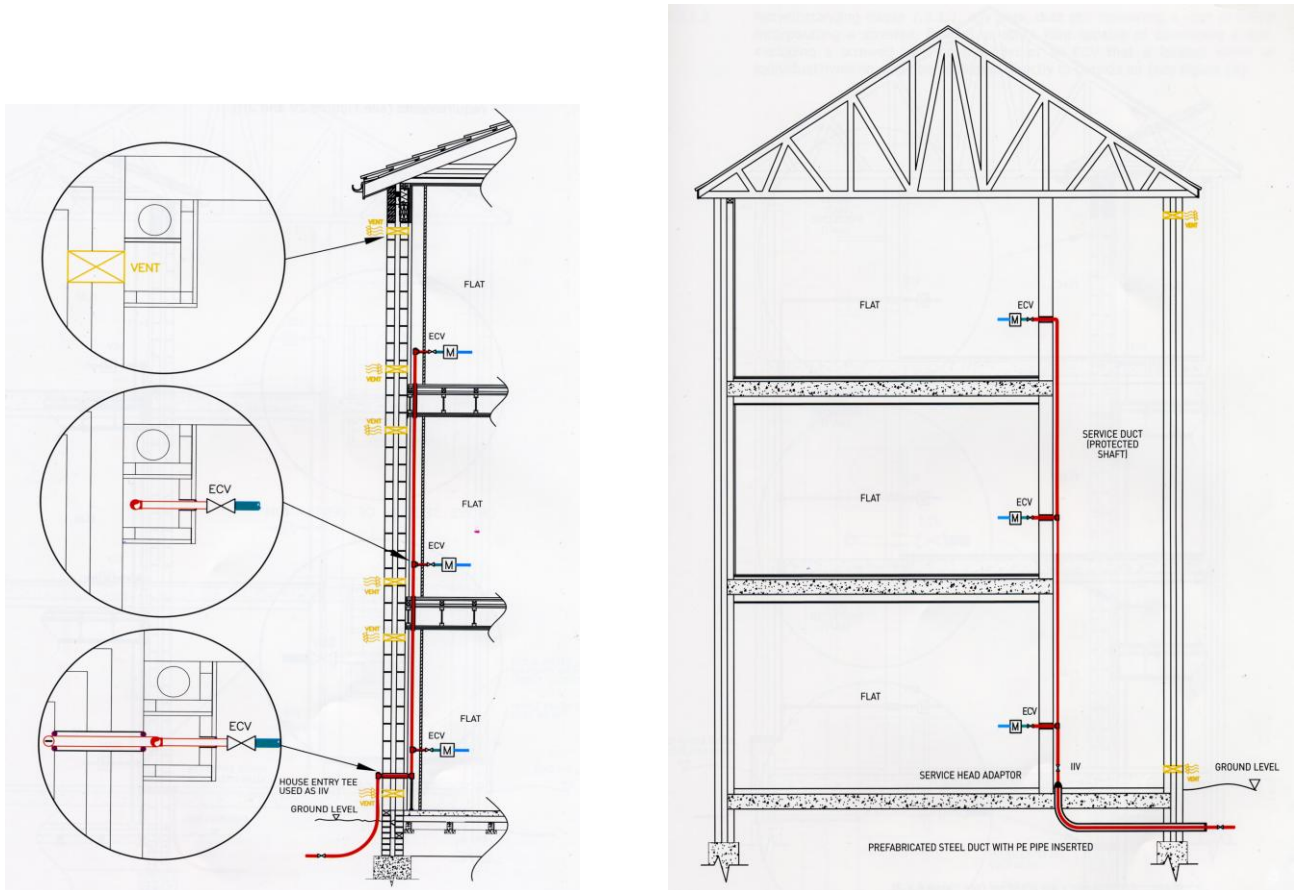 VENT
ECV
ECV
VENT
FLAT
ECV
M
VENT
VENT
FLAT
ECV
M
VENT
VENT
FLAT
ECV
M
HOUSE ENTRY TEE
USED AS IIV
VENT
GROUND LEVEL
VENT
FLAT
ECV
M
SERVICE DUCT
(PROTECTED
SHAFT)
FLAT
ECV
M
FLAT
ECV
M
SERVICE HEAD ADAPTOR
IIV
VENT
GROUND LEVEL
PREFABRICATED STEEL DUCT WITH PE PIPE INSERTED